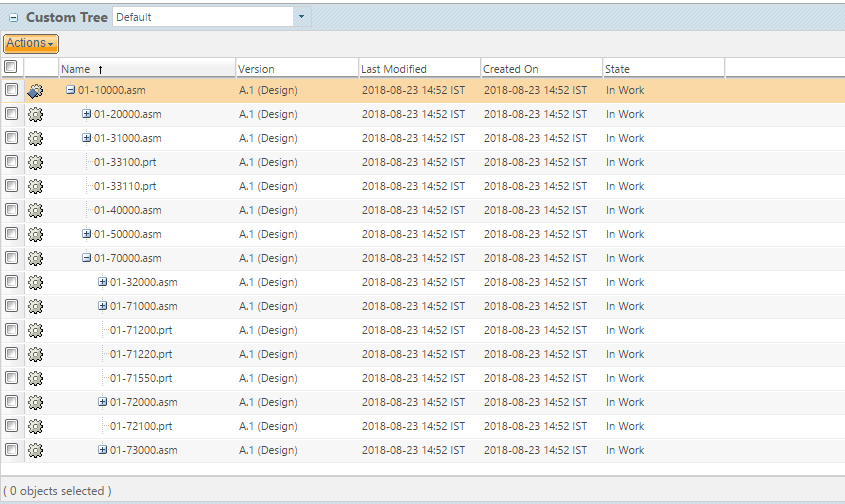 Custom Tree Default
Actions
Name ↑ Version Last Modified Created On State
01-10000.asm A.1 (Design) 2018-08-23 14:52 IST 2018-08-23 14:52 IST In Work
01-20000.asm A.1 (Design) 2018-08-23 14:52 IST 2018-08-23 14:52 IST In Work
01-31000.asm A.1 (Design) 2018-08-23 14:52 IST 2018-08-23 14:52 IST In Work
01-33100.prt A.1 (Design) 2018-08-23 14:52 IST 2018-08-23 14:52 IST In Work
01-33110.prt A.1 (Design) 2018-08-23 14:52 IST 2018-08-23 14:52 IST In Work
01-40000.asm A.1 (Design) 2018-08-23 14:52 IST 2018-08-23 14:52 IST In Work
01-50000.asm A.1 (Design) 2018-08-23 14:52 IST 2018-08-23 14:52 IST In Work
01-70000.asm A.1 (Design) 2018-08-23 14:52 IST 2018-08-23 14:52 IST In Work
01-32000.asm A.1 (Design) 2018-08-23 14:52 IST 2018-08-23 14:52 IST In Work
01-71000.asm A.1 (Design) 2018-08-23 14:52 IST 2018-08-23 14:52 IST In Work
01-71200.prt A.1 (Design) 2018-08-23 14:52 IST 2018-08-23 14:52 IST In Work
01-71220.prt A.1 (Design) 2018-08-23 14:52 IST 2018-08-23 14:52 IST In Work
01-71550.prt A.1 (Design) 2018-08-23 14:52 IST 2018-08-23 14:52 IST In Work
01-72000.asm A.1 (Design) 2018-08-23 14:52 IST 2018-08-23 14:52 IST In Work
01-72100.prt A.1 (Design) 2018-08-23 14:52 IST 2018-08-23 14:52 IST In Work
01-73000.asm A.1 (Design) 2018-08-23 14:52 IST 2018-08-23 14:52 IST In Work
( 0 objects selected )